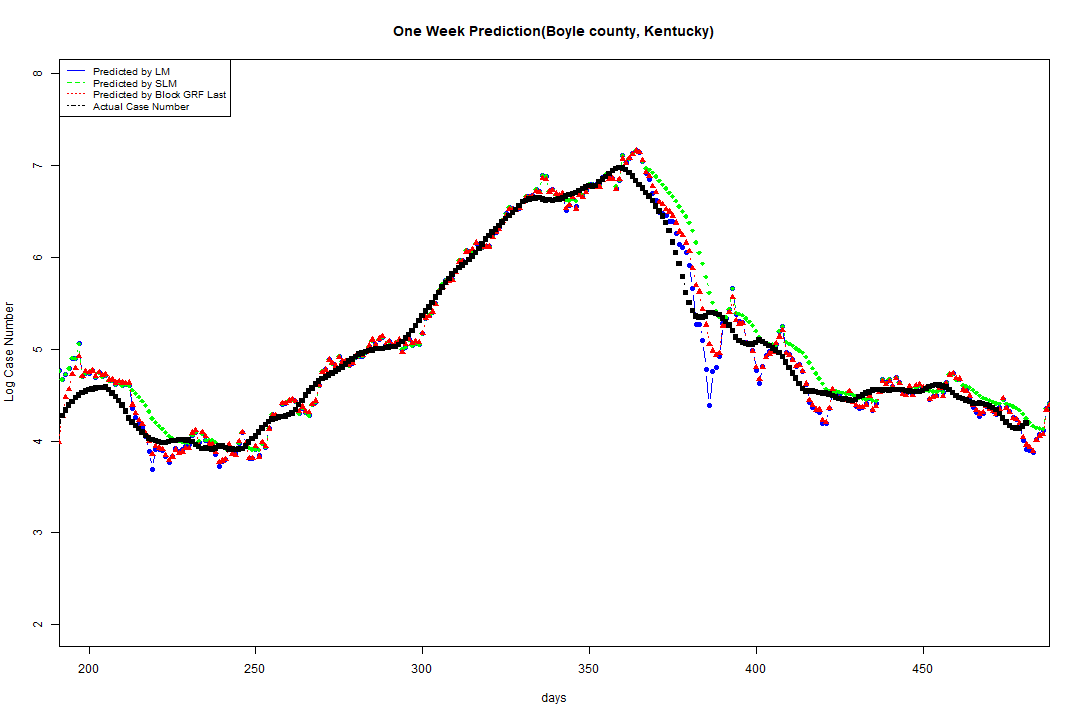 One Week Prediction(Boyle county, Kentucky)
Predicted by LM
Predicted by SLM
Predicted by Block GRF Last
Actual Case Number
8
7
6
5
4
3
2
Log Case Number
200 250 300 350 400 450
days